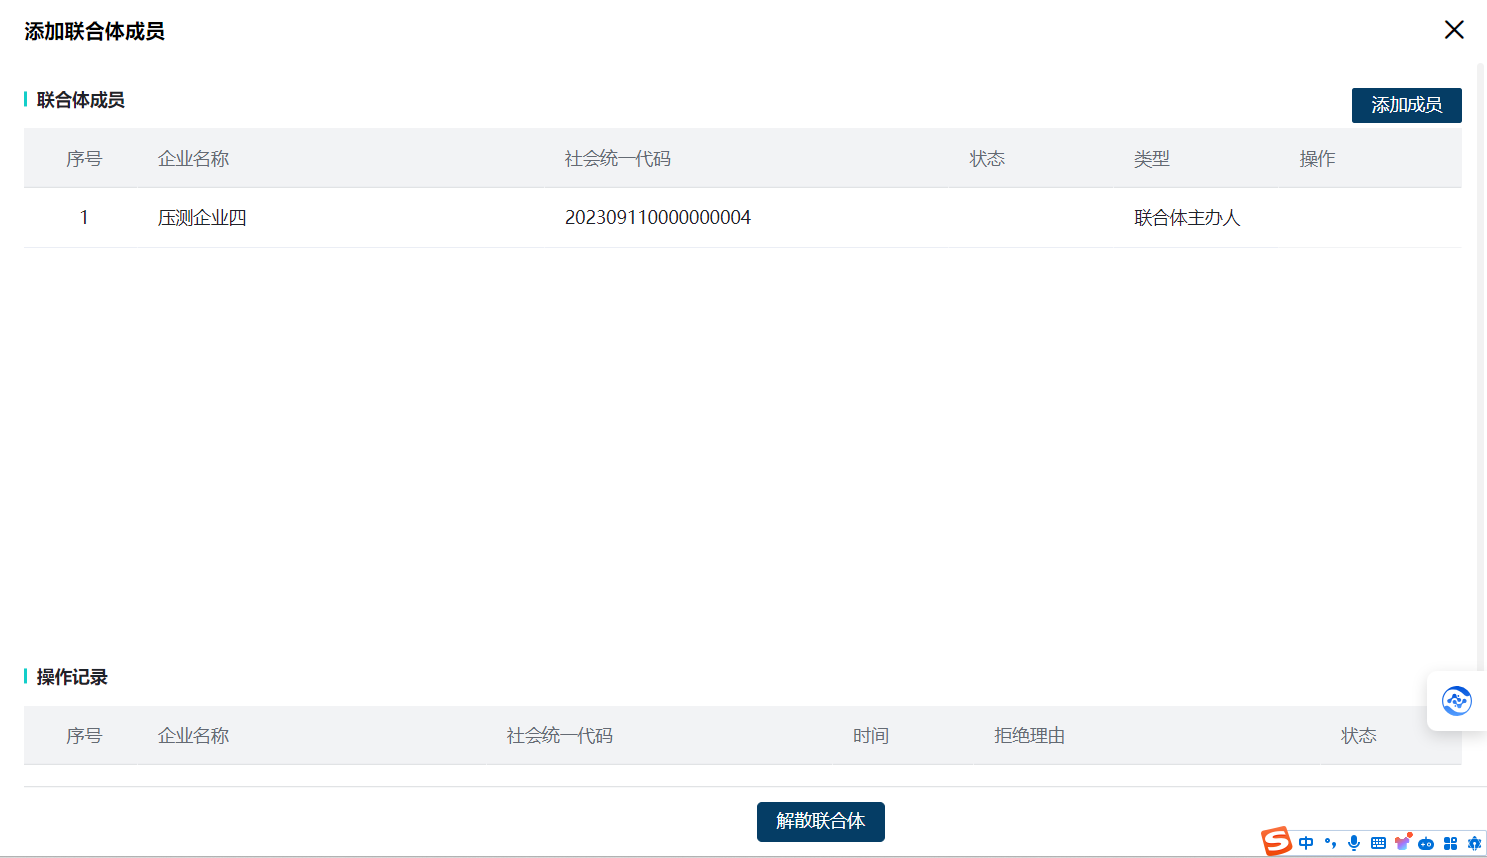 添加联合体成员
联合体成员
添加成员
序号 企业名称 社会统一代码 状态 类型 操作
1 压测企业四 202309110000000004 联合体主办人
操作记录
序号 企业名称 社会统一代码 时间 拒绝理由 状态
解散联合体
中